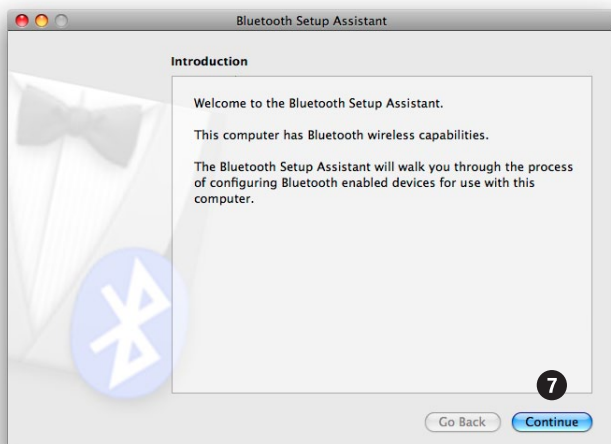 Bluetooth Setup Assistant
Introduction
Welcome to the Bluetooth Setup Assistant.
This computer has Bluetooth wireless capabilities.
The Bluetooth Setup Assistant will walk you through the process
of configuring Bluetooth enabled devices for use with this
computer.
7
Go Back
Continue